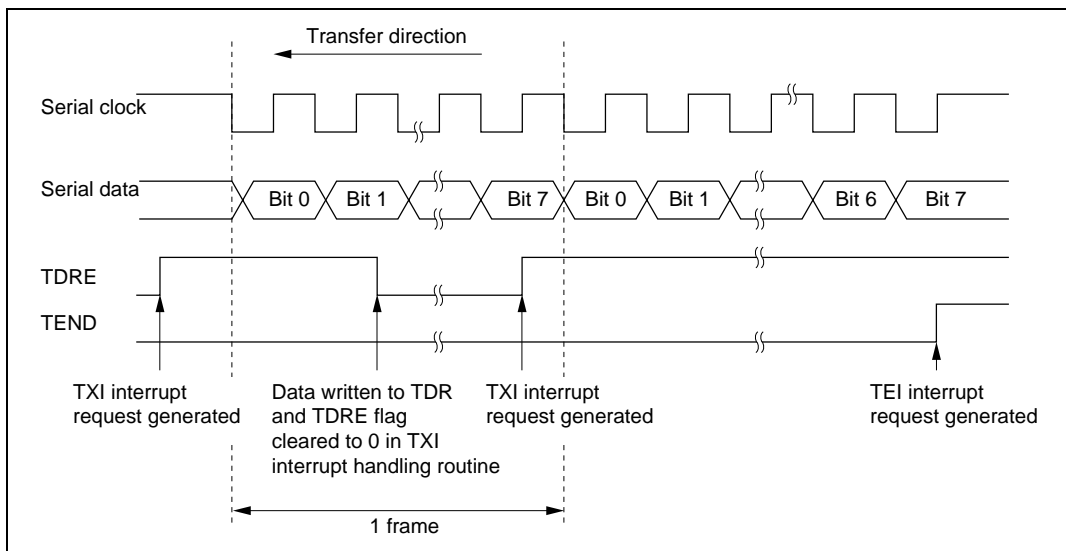 Transfer direction
Serial clock
Serial data
Bit 0
Bit 1
Bit 7
Bit 0
Bit 1
Bit 6
Bit 7
TDRE
TEND
TXI interrupt
request generated
Data written to TDR
and TDRE flag
cleared to 0 in TXI
interrupt handling routine
TXI interrupt
request generated
TEI interrupt
request generated
1 frame